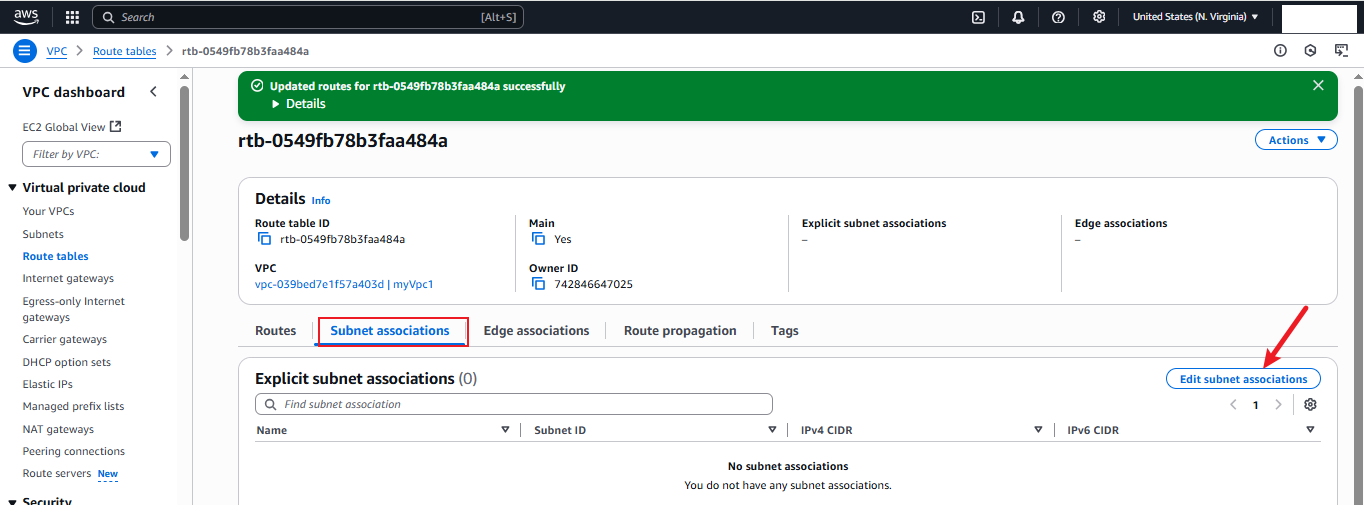 aws
Search
[Alt+S]
United States (N. Virginia)
VPC
Route tables
rtb-0549fb78b3faa484a
VPC dashboard
EC2 Global View
Filter by VPC:
Virtual private cloud
Your VPCs
Subnets
Route tables
Internet gateways
Egress-only Internet
gateways
Carrier gateways
DHCP option sets
Elastic IPs
Managed prefix lists
NAT gateways
Peering connections
Route servers New
Security
Updated routes for rtb-0549fb78b3faa484a successfully
Details
rtb-0549fb78b3faa484a
Actions
Details Info
Route table ID
rtb-0549fb78b3faa484a
Main
Yes
Explicit subnet associations
–
Edge associations
–
VPC
vpc-039bed7e1f57a403d | myVpc1
Owner ID
742846647025
Routes
Subnet associations
Edge associations
Route propagation
Tags
Explicit subnet associations (0)
Edit subnet associations
Find subnet association
1
Name
Subnet ID
IPv4 CIDR
IPv6 CIDR
No subnet associations
You do not have any subnet associations.